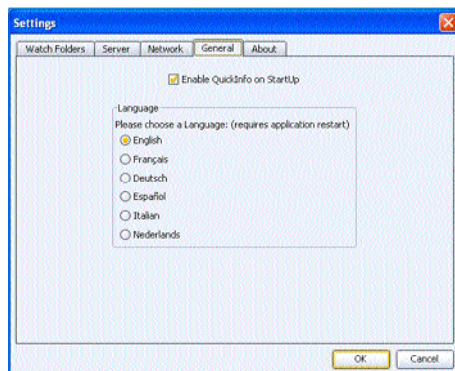 Settings
Watch Folders Server Network General About
Enable QuickInfo on StartUp
Language
Please choose a Language: (requires application restart)
English
Français
Deutsch
Español
Italian
Nederlands
OK Cancel